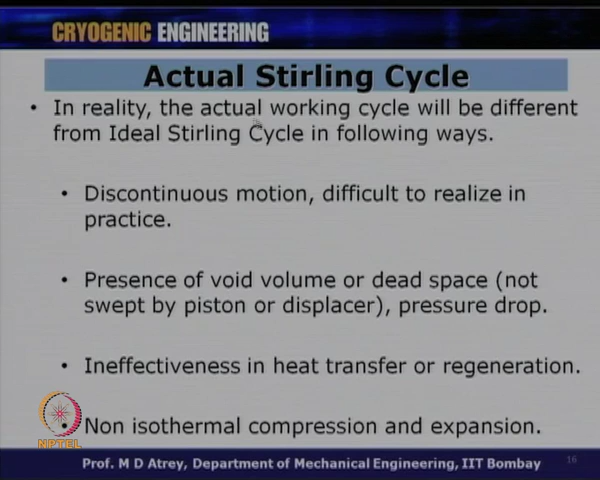 CRYOGENIC ENGINEERING
Actual Stirling Cycle
• In reality, the actual working cycle will be different
from Ideal Stirling Cycle in following ways.
• Discontinuous motion, difficult to realize in
practice.
• Presence of void volume or dead space (not
swept by piston or displacer), pressure drop.
• Ineffectiveness in heat transfer or regeneration.
• Non isothermal compression and expansion.
NPTEL
Prof. M D Atrey, Department of Mechanical Engineering, IIT Bombay
16